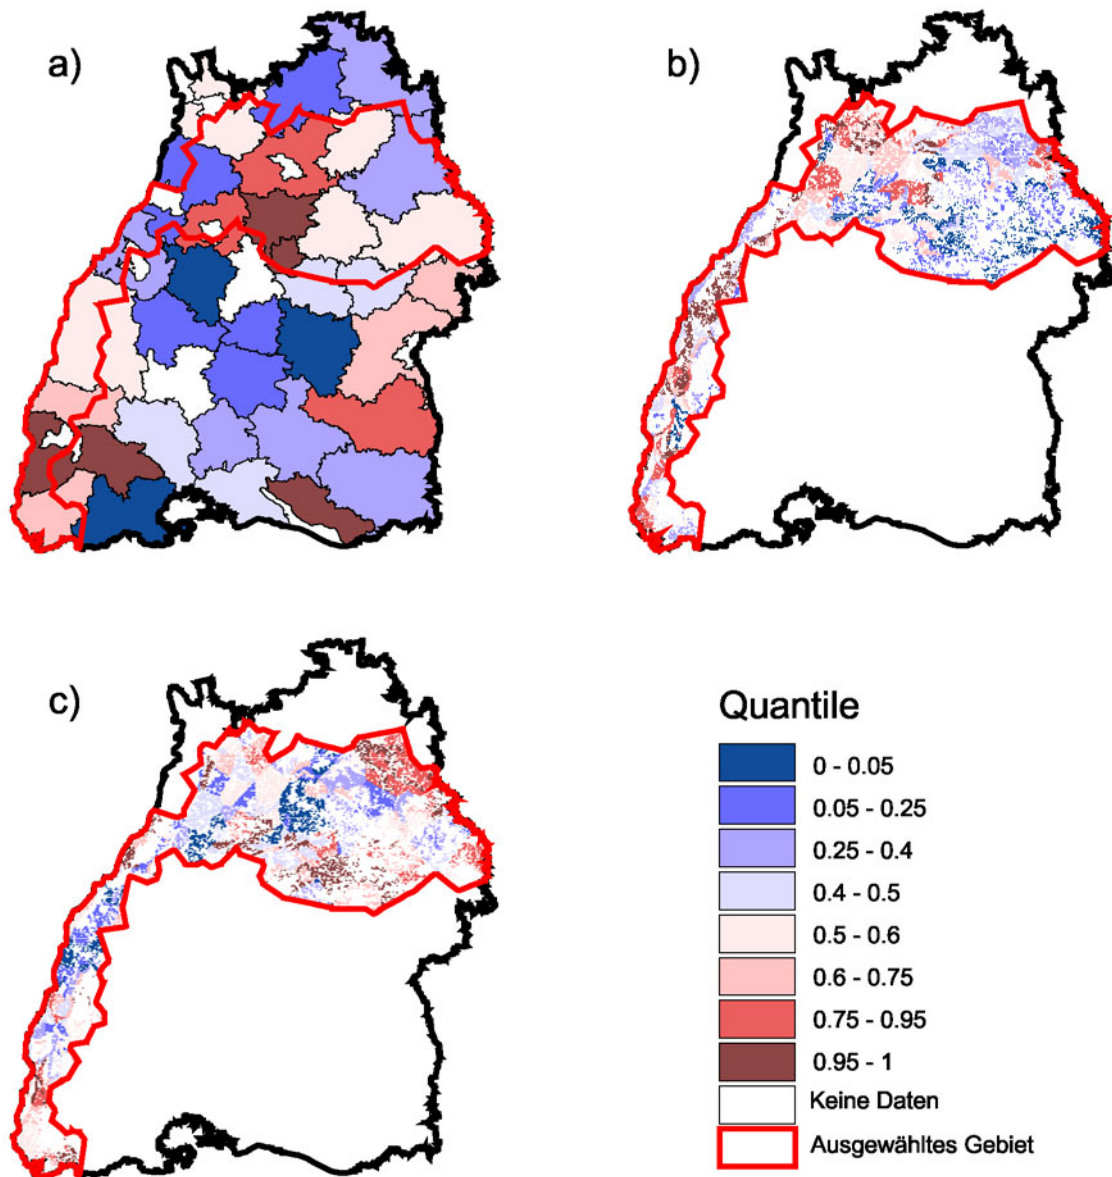 a)
b)
c)
Quantile
0 - 0.05
0.05 - 0.25
0.25 - 0.4
0.4 - 0.5
0.5 - 0.6
0.6 - 0.75
0.75 - 0.95
0.95 - 1
Keine Daten
Ausgewähltes Gebiet